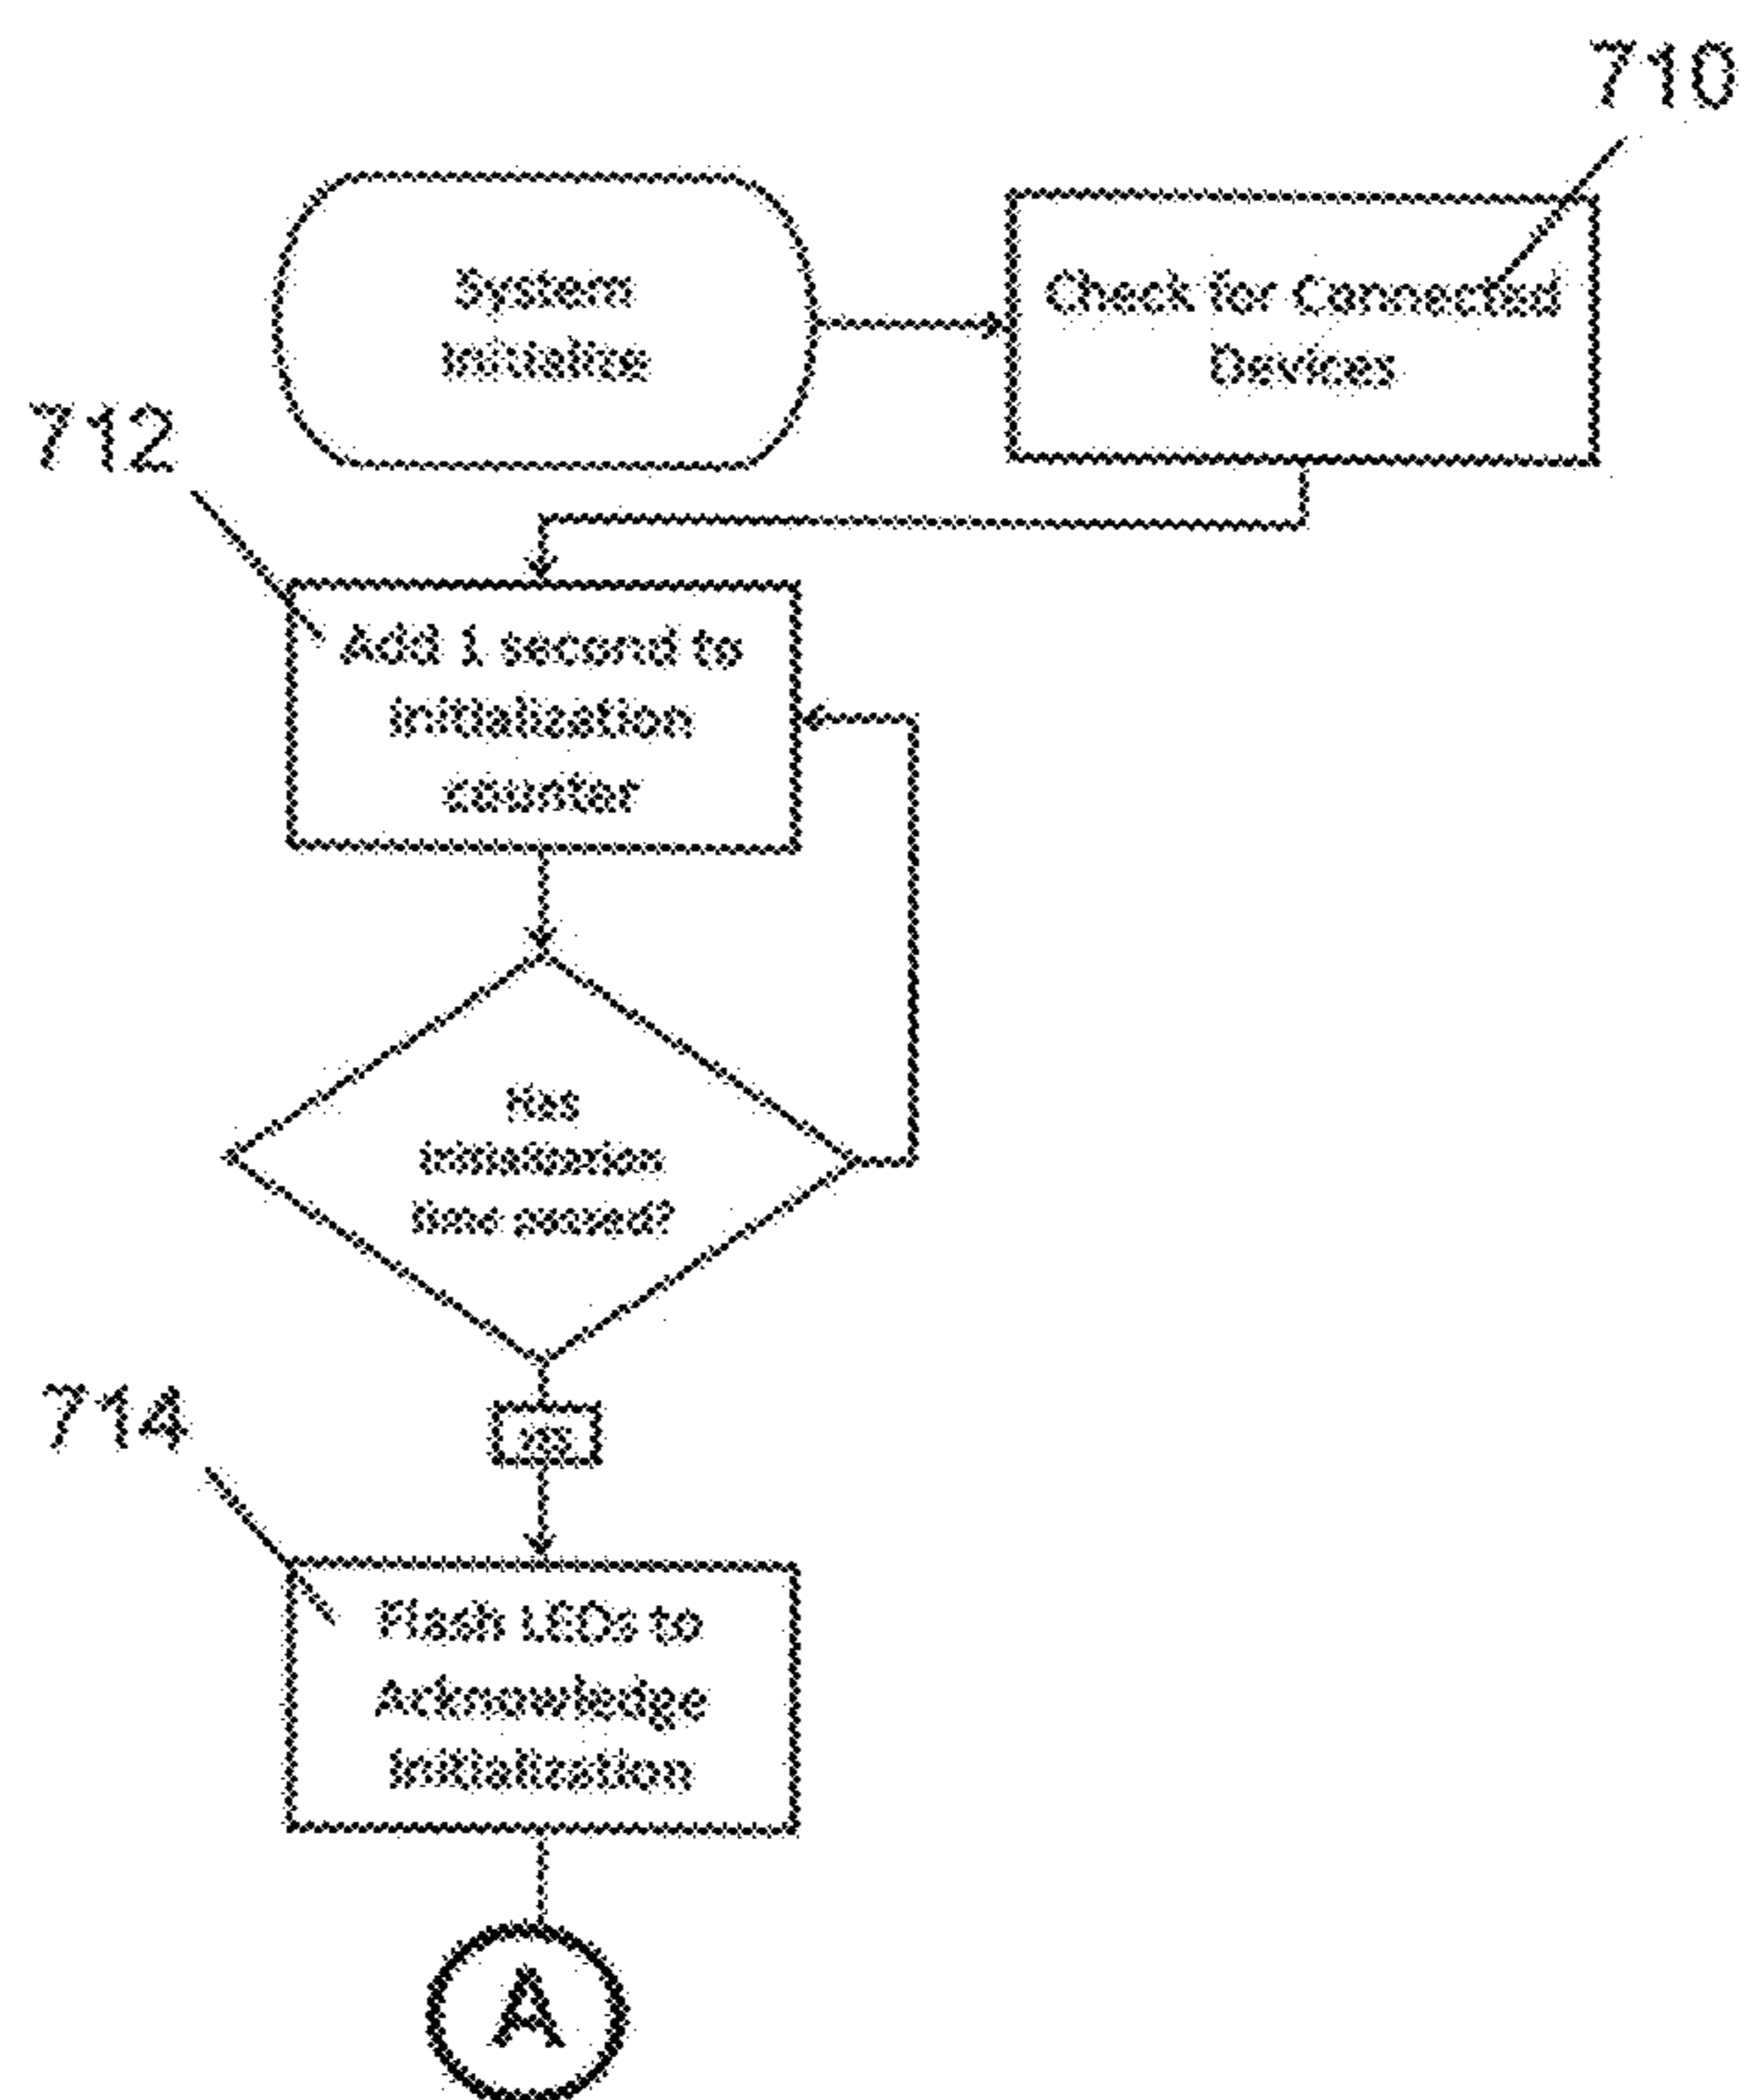 710
System
Initialize
Check for Connected
Devices
712
Add 1 second to
initialization
counter
Has
initialization
time passed?
714
yes
Flash LEDs to
Acknowledge
Initialization
A